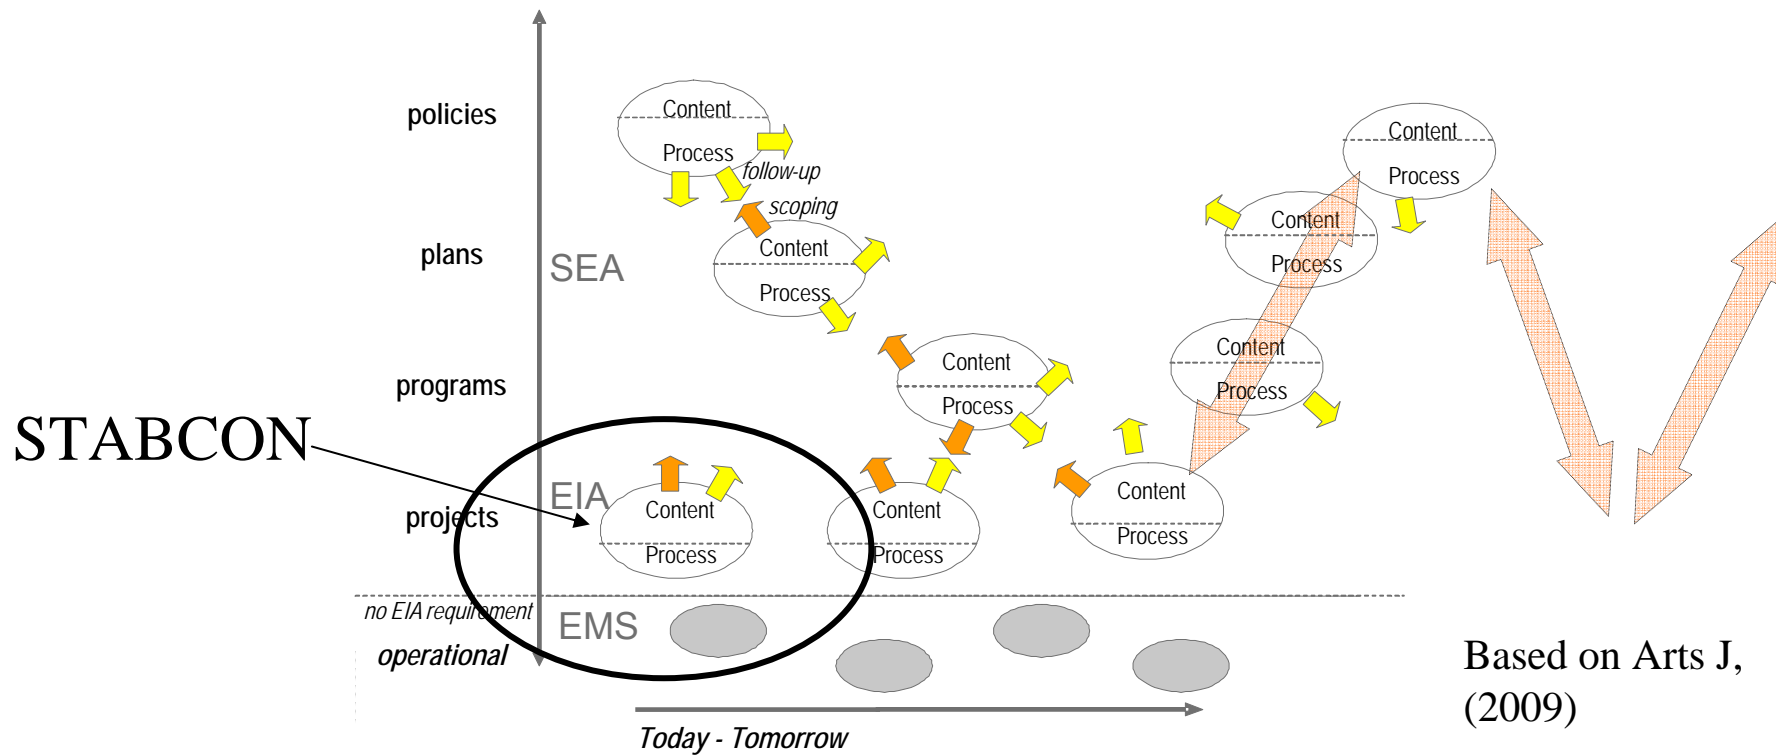 policies
Content
Process
follow-up
scoping
plans
SEA
Content
Process
Content
Process
Content
Process
programs
Content
Process
Content
Process
STABCON
EIA
projects
Content
Process
Content
Process
Content
Process
no EIA requirement
EMS
operational
Today - Tomorrow
Based on Arts J,
(2009)